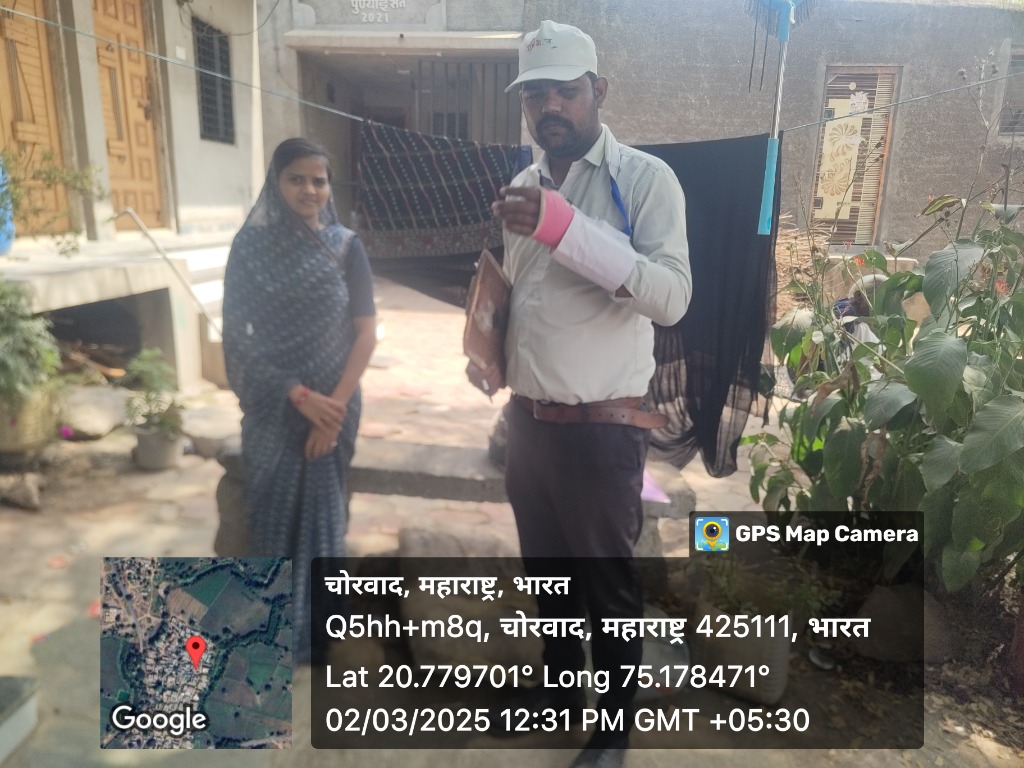 2021
GPS Map Camera
चोरवाद, महाराष्ट्र, भारत
Q5hh+m8q, चोरवाद, महाराष्ट्र 425111, भारत
Lat 20.779701° Long 75.178471°
02/03/2025 12:31 PM GMT +05:30
Google